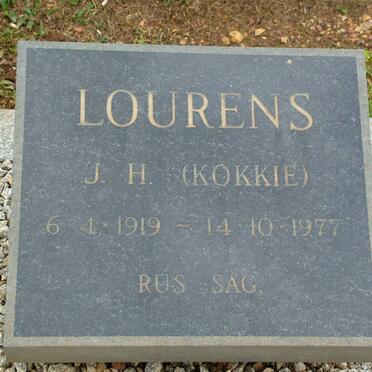 LOURENS
J. H. (KOKKIE)
6·4·1919 – 14·10·1977
RUS SAG